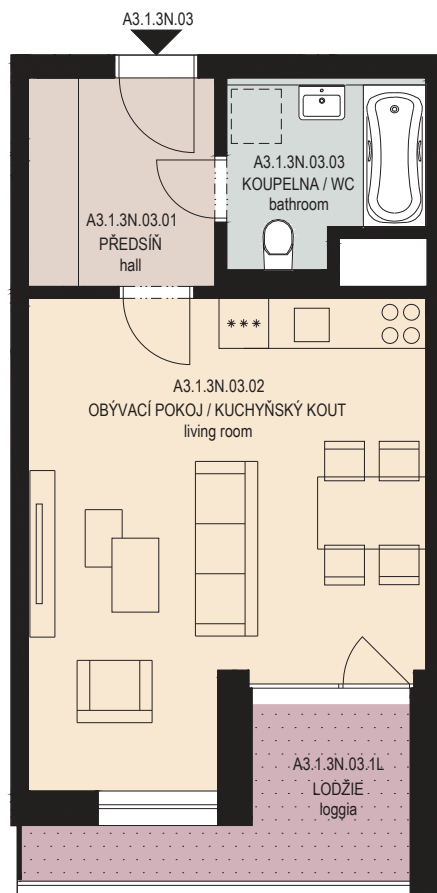 A3.1.3N.03
A3.1.3N.03.03
KOUPELNA / WC
bathroom
A3.1.3N.03.01
PŘEDSÍŇ
hall
***
A3.1.3N.03.02
OBÝVACÍ POKOJ / KUCHYŇSKÝ KOUT
living room
A3.1.3N.03.1L
LODŽIE
loggia